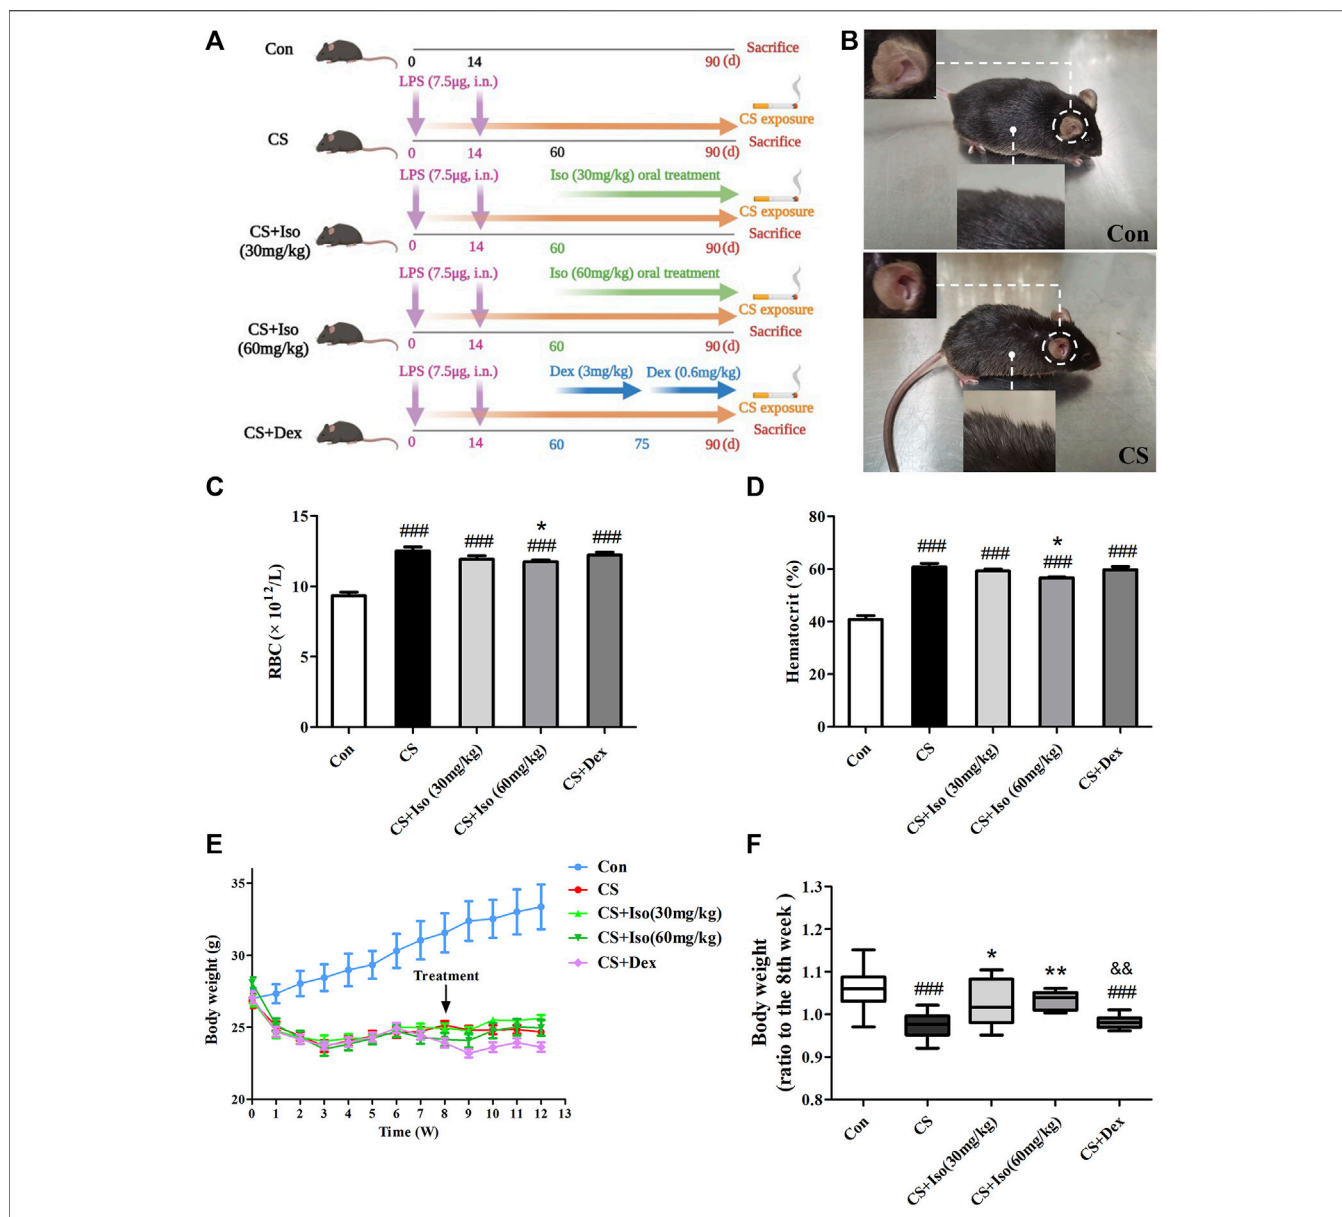 A
Con
0
14
90 (d)
Sacrifice
LPS (7.5μg, i.n.)
CS
CS exposure
Sacrifice
0
14
60
90 (d)
LPS (7.5μg, i.n.)
Iso (30mg/kg) oral treatment
CS+Iso
(30mg/kg)
CS exposure
Sacrifice
0
14
60
90 (d)
LPS (7.5μg, i.n.)
Iso (60mg/kg) oral treatment
CS+Iso
(60mg/kg)
CS exposure
Sacrifice
0
14
60
90 (d)
LPS (7.5μg, i.n.)
Dex (3mg/kg)
Dex (0.6mg/kg)
CS+Dex
CS exposure
Sacrifice
0
14
60
75
90 (d)
B
Con
CS
C
RBC (× 10¹²/L)
15
10
5
0
###
###
*
###
###
Con
CS
CS+Iso (30mg/kg)
CS+Iso (60mg/kg)
CS+Dex
D
Hematocrit (%)
80
60
40
20
0
###
###
*
###
###
Con
CS
CS+Iso (30mg/kg)
CS+Iso (60mg/kg)
CS+Dex
E
Body weight (g)
35
30
25
20
Treatment
0 1 2 3 4 5 6 7 8 9 10 11 12 13
Time (W)
Con
CS
CS+Iso(30mg/kg)
CS+Iso(60mg/kg)
CS+Dex
F
Body weight
(ratio to the 8th week )
1.3
1.2
1.1
1.0
0.9
0.8
###
*
**
&&
###
Con
CS
CS+Iso(30mg/kg)
CS+Iso(60mg/kg)
CS+Dex